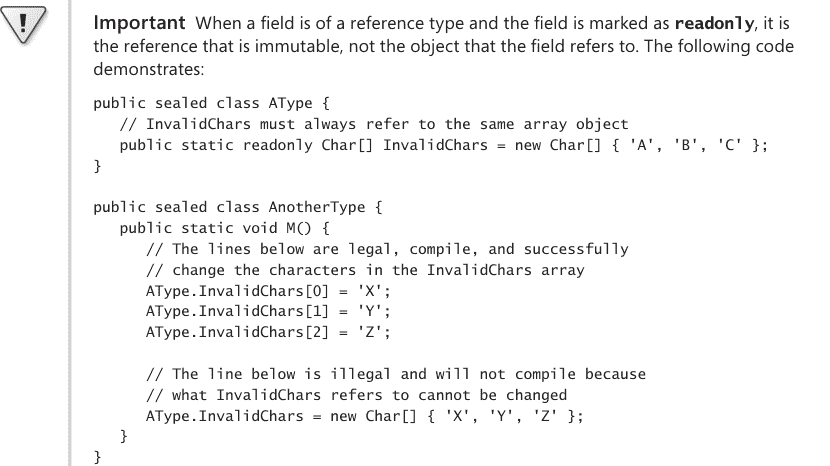 Important When a field is of a reference type and the field is marked as readonly, it is
the reference that is immutable, not the object that the field refers to. The following code
demonstrates:
public sealed class AType {
   // InvalidChars must always refer to the same array object
   public static readonly Char[] InvalidChars = new Char[] { 'A', 'B', 'C' };
}
public sealed class AnotherType {
   public static void M() {
      // The lines below are legal, compile, and successfully
      // change the characters in the InvalidChars array
      AType.InvalidChars[0] = 'X';
      AType.InvalidChars[1] = 'Y';
      AType.InvalidChars[2] = 'Z';
      // The line below is illegal and will not compile because
      // what InvalidChars refers to cannot be changed
      AType.InvalidChars = new Char[] { 'X', 'Y', 'Z' };
   }
}